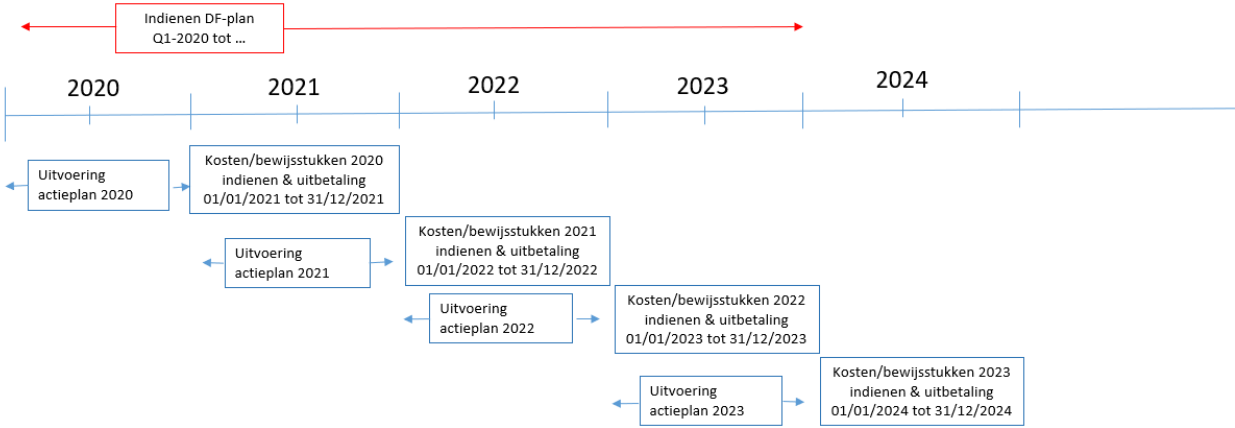 Indienen DF-plan
Q1-2020 tot ...
2020
2021
2022
2023
2024
Uitvoering
actieplan 2020
Kosten/bewijsstukken 2020
indienen & uitbetaling
01/01/2021 tot 31/12/2021
Uitvoering
actieplan 2021
Kosten/bewijsstukken 2021
indienen & uitbetaling
01/01/2022 tot 31/12/2022
Uitvoering
actieplan 2022
Kosten/bewijsstukken 2022
indienen & uitbetaling
01/01/2023 tot 31/12/2023
Uitvoering
actieplan 2023
Kosten/bewijsstukken 2023
indienen & uitbetaling
01/01/2024 tot 31/12/2024